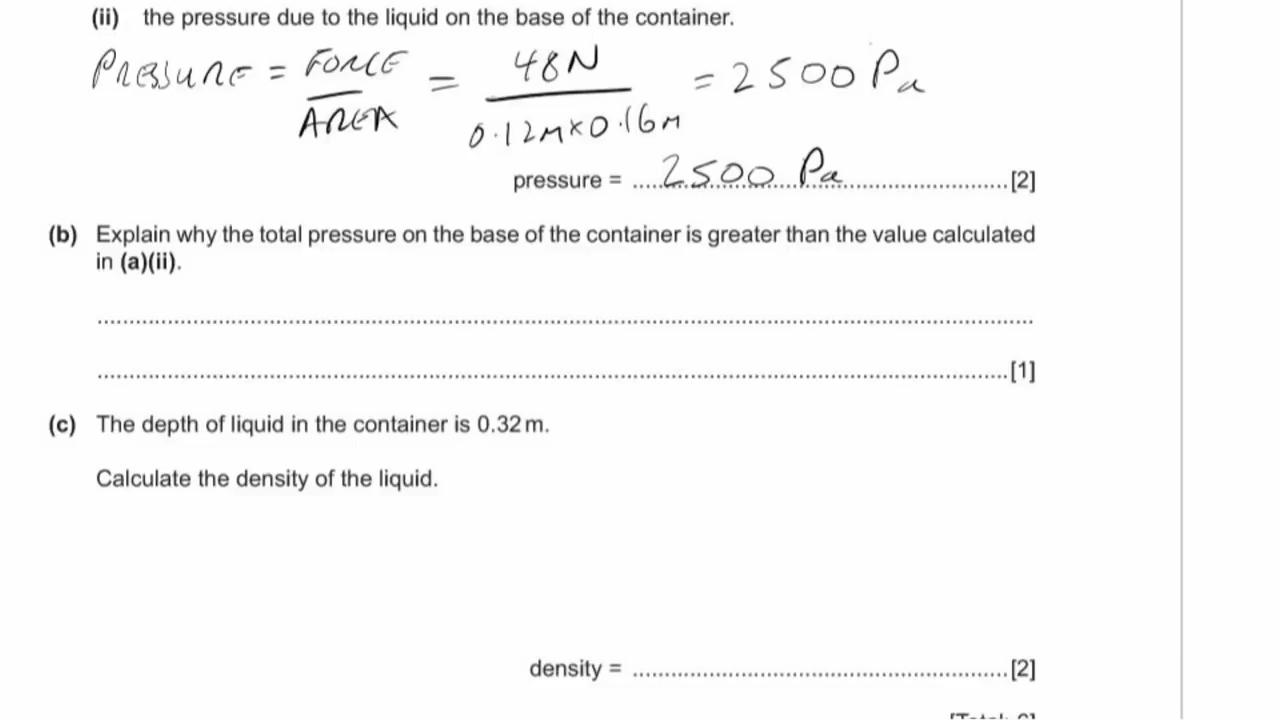 (ii) the pressure due to the liquid on the base of the container.
PRESSURE = FORCE / AREA = 48N / 0.12M × 0.16M = 2500 Pa
pressure = ..... 2500 Pa ..... [2]
(b) Explain why the total pressure on the base of the container is greater than the value calculated
in (a)(ii).
..........
.......... [1]
(c) The depth of liquid in the container is 0.32 m.
Calculate the density of the liquid.
density = .......... [2]